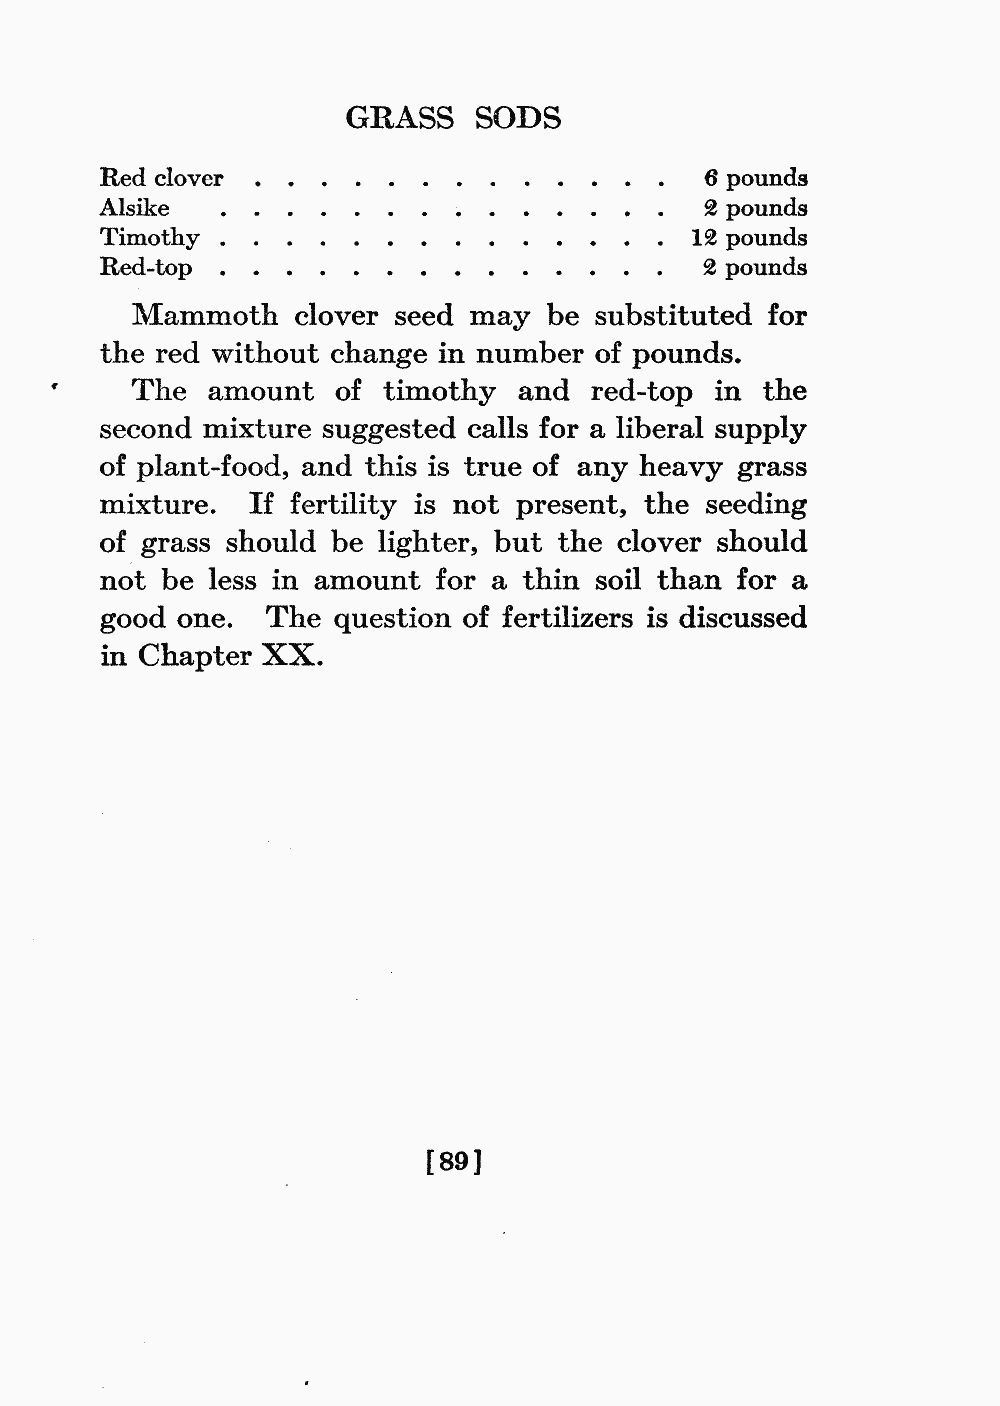 GRASS SODS
Red clover . . . . . . . . . . . . . 6 pounds
Alsike . . . . . . . . . . . . . . 2 pounds
Timothy . . . . . . . . . . . . . . 12 pounds
Red-top . . . . . . . . . . . . . . 2 pounds
Mammoth clover seed may be substituted for
the red without change in number of pounds.
The amount of timothy and red-top in the
second mixture suggested calls for a liberal supply
of plant-food, and this is true of any heavy grass
mixture. If fertility is not present, the seeding
of grass should be lighter, but the clover should
not be less in amount for a thin soil than for a
good one. The question of fertilizers is discussed
in Chapter XX.
[89]